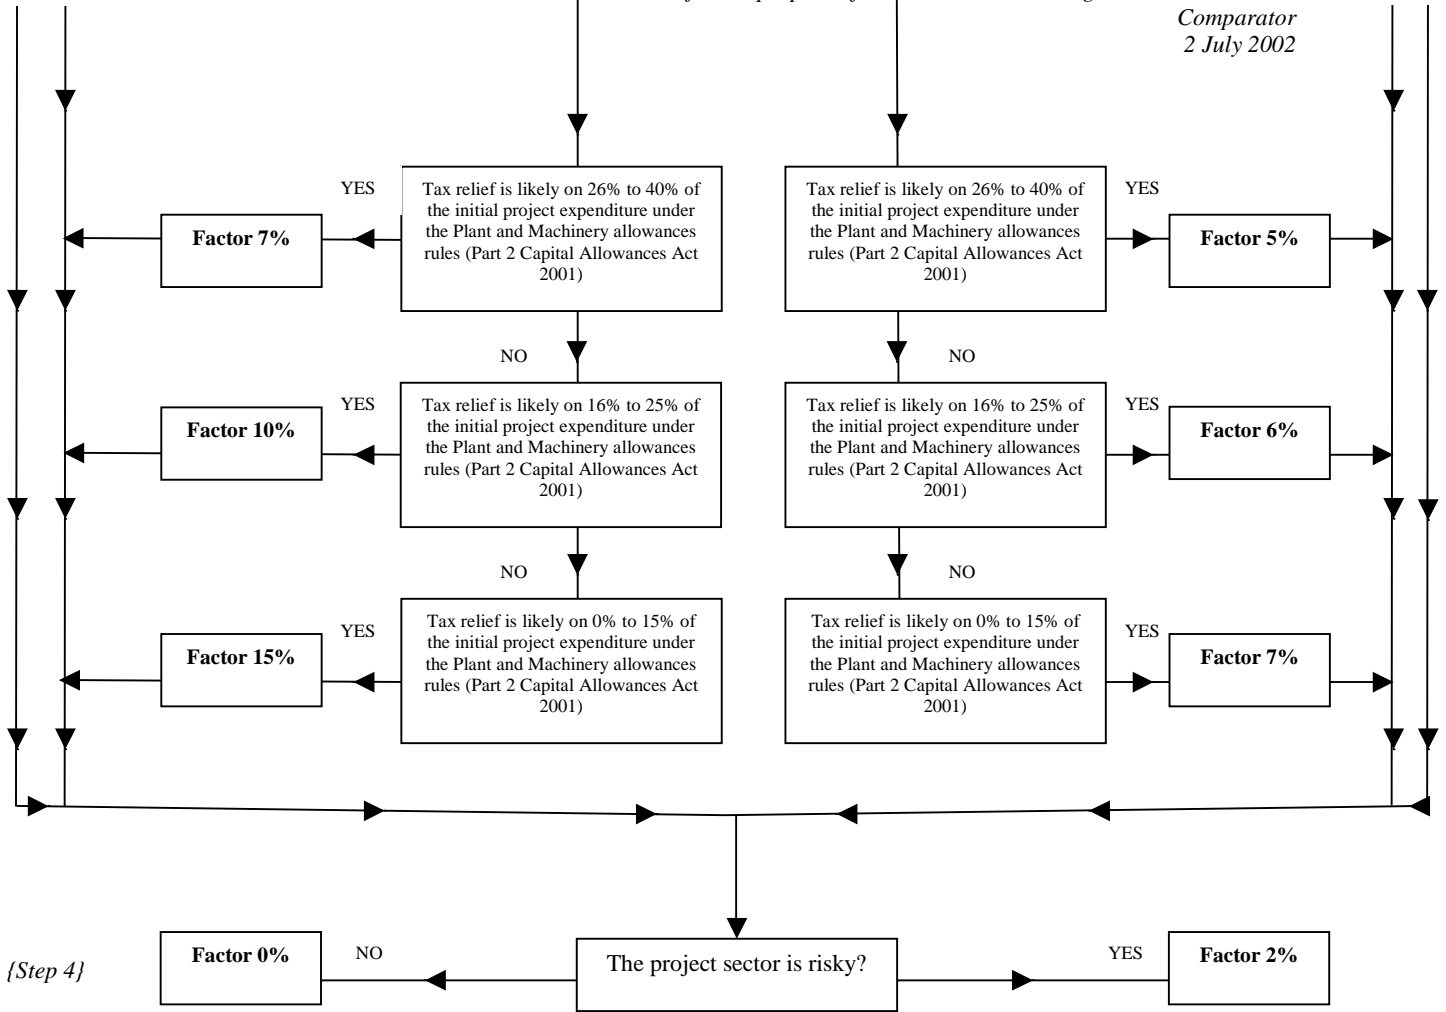 Comparator
2 July 2002
YES
Tax relief is likely on 26% to 40% of
the initial project expenditure under
the Plant and Machinery allowances
rules (Part 2 Capital Allowances Act
2001)
Factor 7%
Tax relief is likely on 26% to 40% of
the initial project expenditure under
the Plant and Machinery allowances
rules (Part 2 Capital Allowances Act
2001)
YES
Factor 5%
NO
NO
YES
Tax relief is likely on 16% to 25% of
the initial project expenditure under
the Plant and Machinery allowances
rules (Part 2 Capital Allowances Act
2001)
Factor 10%
Tax relief is likely on 16% to 25% of
the initial project expenditure under
the Plant and Machinery allowances
rules (Part 2 Capital Allowances Act
2001)
YES
Factor 6%
NO
NO
YES
Tax relief is likely on 0% to 15% of
the initial project expenditure under
the Plant and Machinery allowances
rules (Part 2 Capital Allowances Act
2001)
Factor 15%
Tax relief is likely on 0% to 15% of
the initial project expenditure under
the Plant and Machinery allowances
rules (Part 2 Capital Allowances Act
2001)
YES
Factor 7%
{Step 4}
Factor 0%
NO
The project sector is risky?
YES
Factor 2%